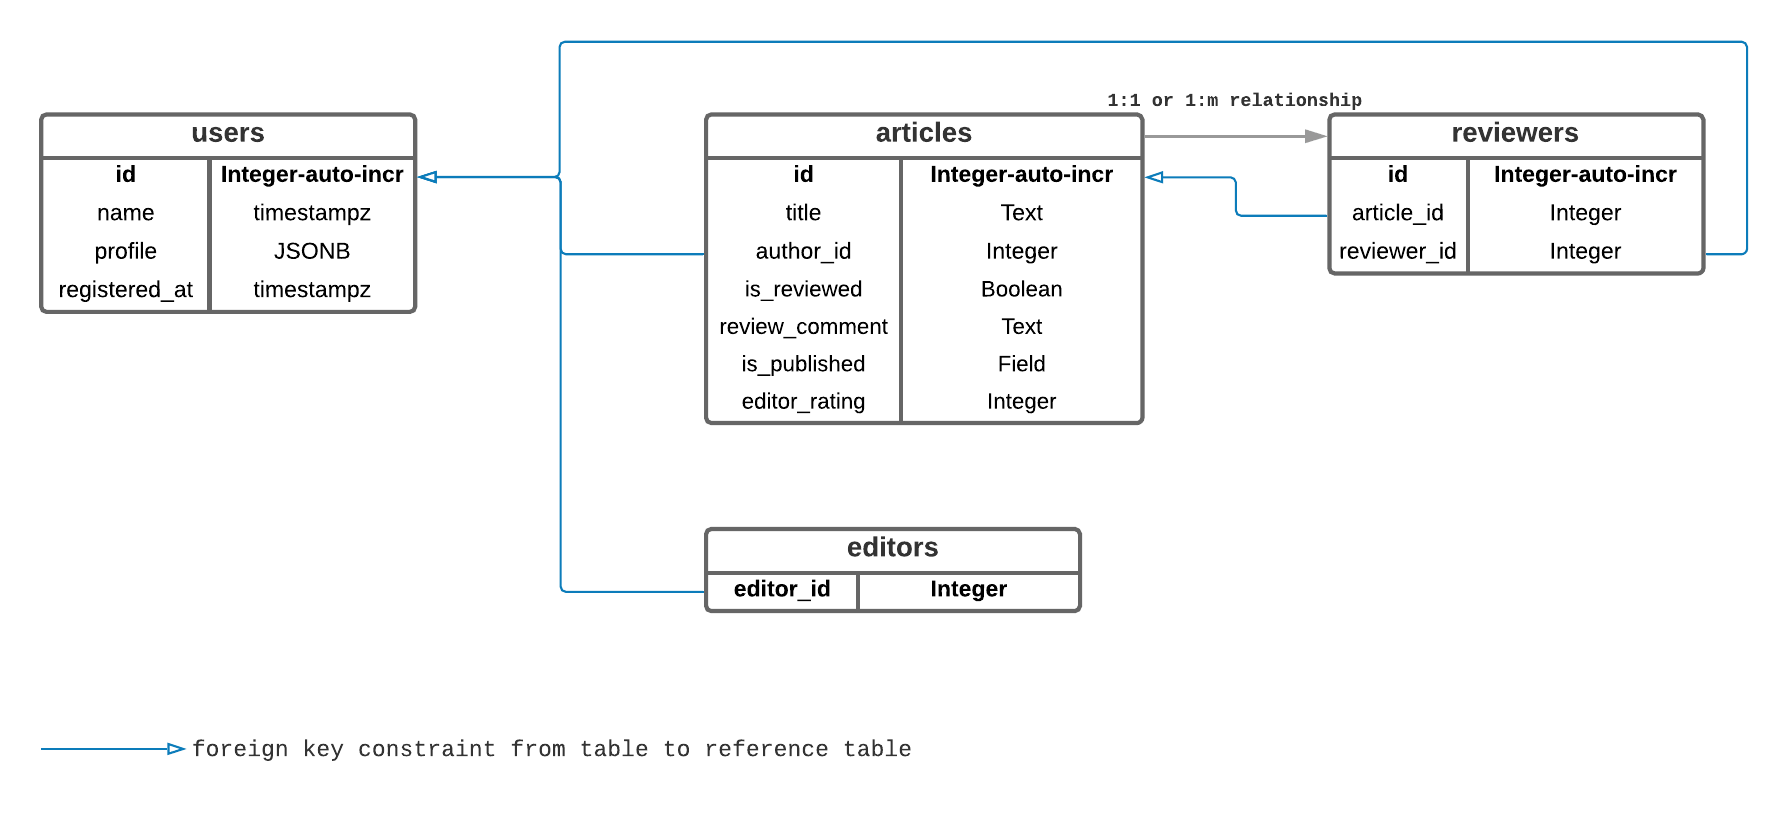 1:1 or 1:m relationship
users
id Integer-auto-incr
name timestampz
profile JSONB
registered_at timestampz
articles
id Integer-auto-incr
title Text
author_id Integer
is_reviewed Boolean
review_comment Text
is_published Field
editor_rating Integer
reviewers
id Integer-auto-incr
article_id Integer
reviewer_id Integer
editors
editor_id Integer
foreign key constraint from table to reference table